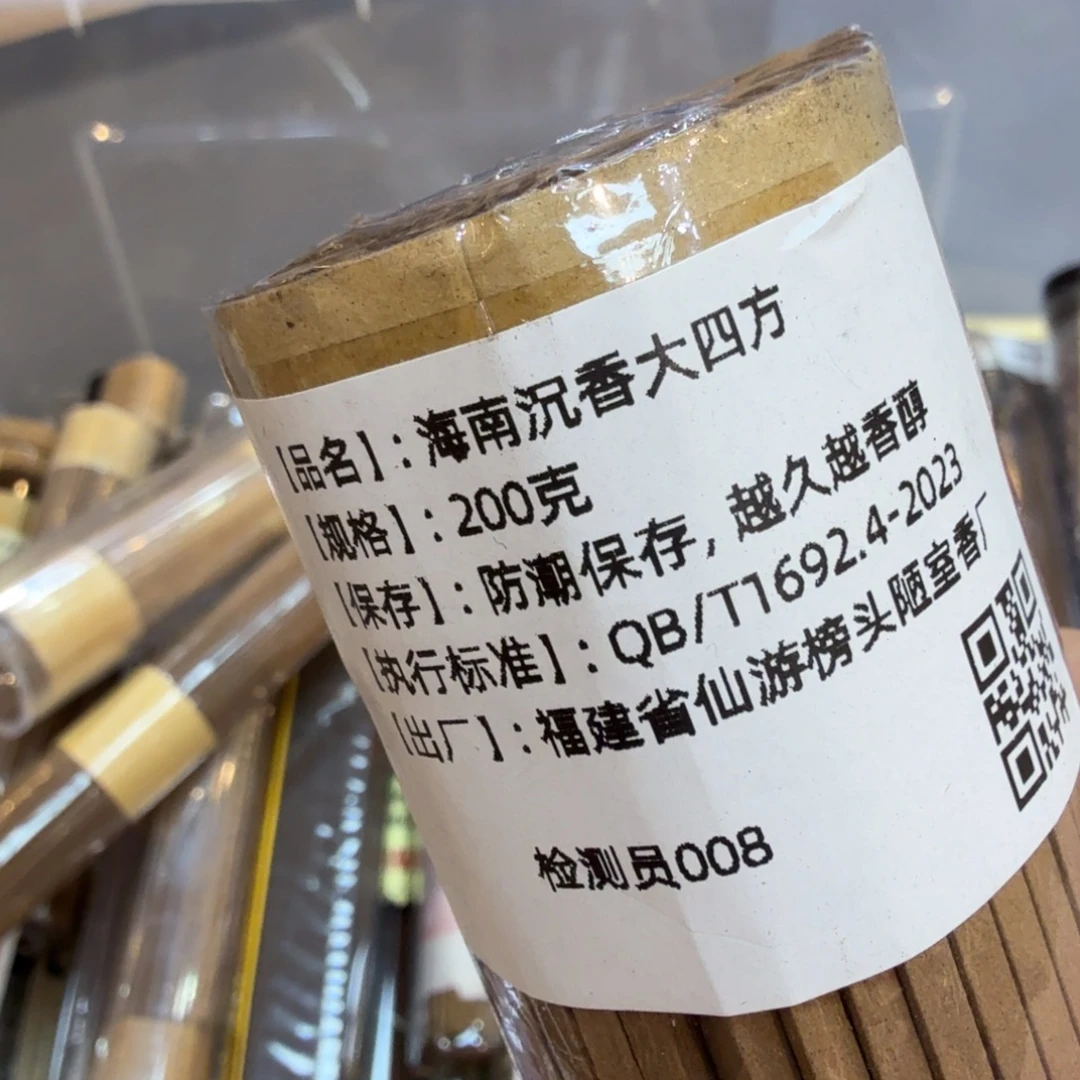 【品名】:海南沉香大四方
【规格】:200克
【保存】:防潮保存,越久越香醇
【执行标准】:QB/T1692.4-2023
【出厂】:福建省仙游榜头陋室香厂
检测员008